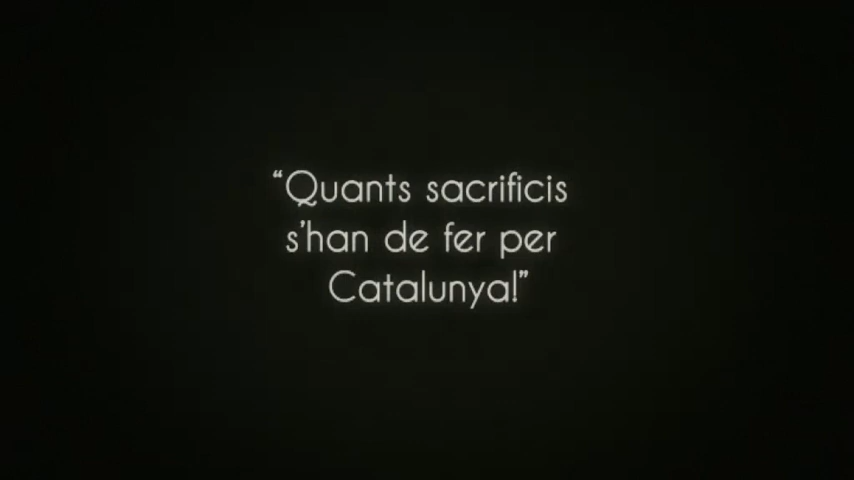 “Quants sacrificis
s'han de fer per
Catalunya!”